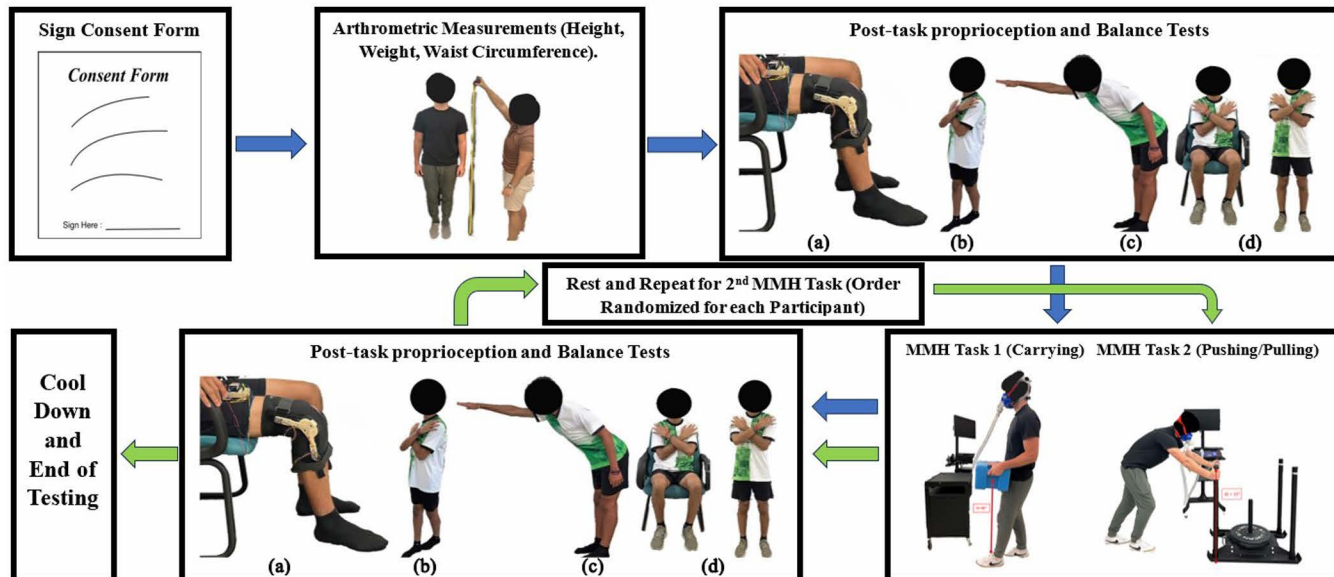 Sign Consent Form
Consent Form
Sign Here :
Arthrometric Measurements (Height,
Weight, Waist Circumference).
Post-task proprioception and Balance Tests
(a)
(b)
(c)
(d)
Rest and Repeat for 2nd MMH Task (Order
Randomized for each Participant)
MMH Task 1 (Carrying)
MMH Task 2 (Pushing/Pulling)
Post-task proprioception and Balance Tests
(a)
(b)
(c)
(d)
Cool
Down
and
End of
Testing